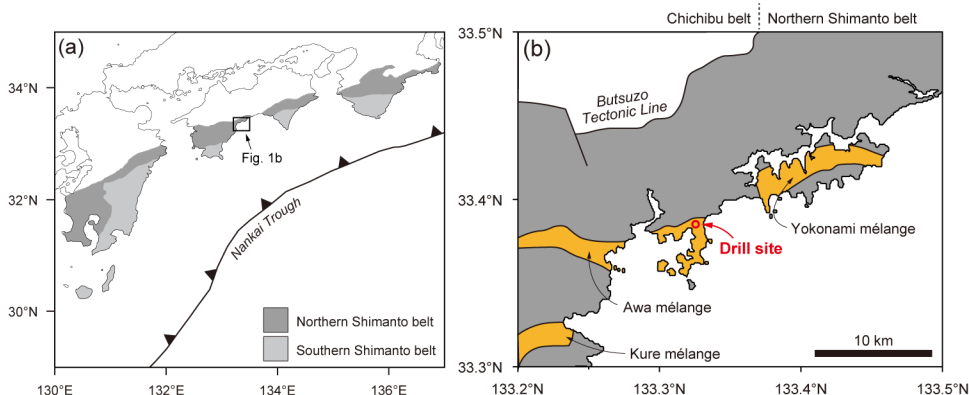 (a)
34°N
32°N
30°N
130°E
132°E
134°E
136°E
Fig. 1b
Nankai Trough
Northern Shimanto belt
Southern Shimanto belt
Chichibu belt
Northern Shimanto belt
(b)
33.5°N
33.4°N
33.3°N
133.2°E
133.3°E
133.4°E
133.5°E
Butsuzo
Tectonic Line
Yokonami mélange
Drill site
Awa mélange
Kure mélange
10 km